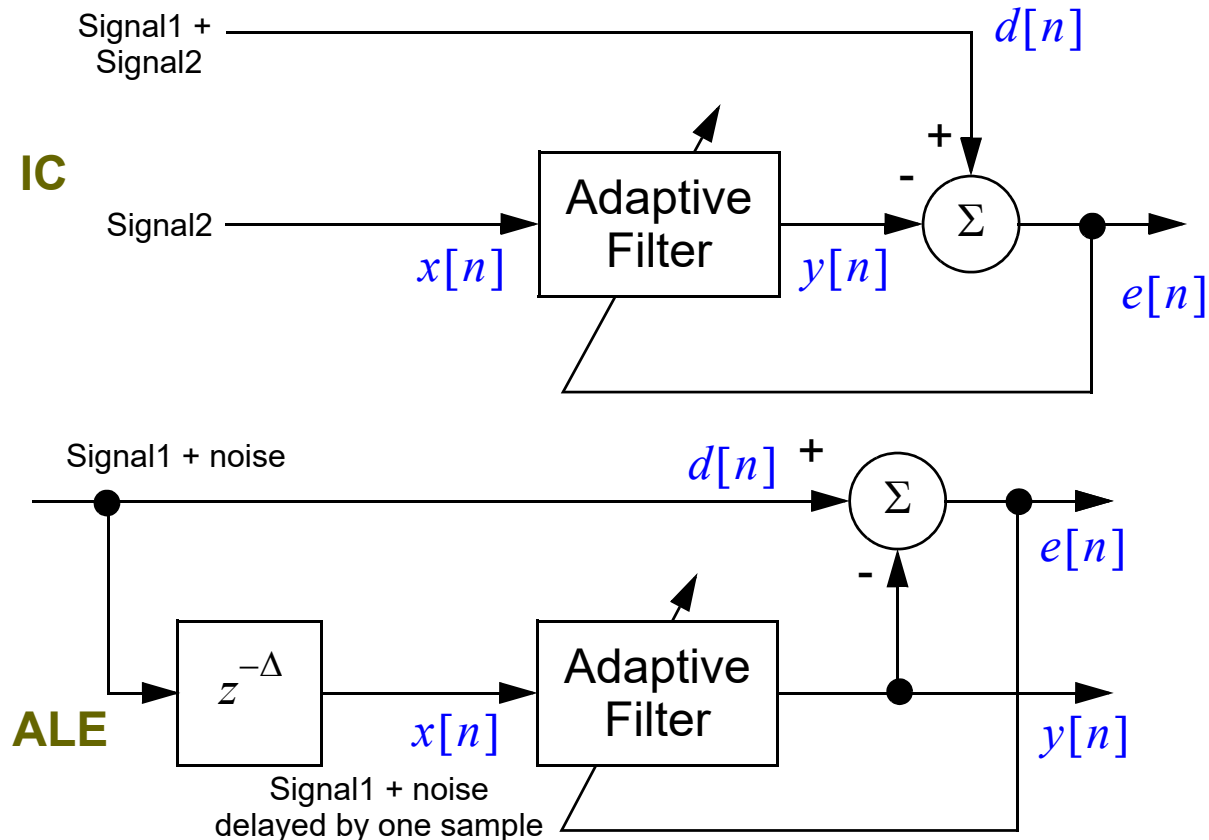 Signal1 +
Signal2
d[n]
+
-
IC
Adaptive
Filter
Σ
Signal2
x[n]
y[n]
e[n]
Signal1 + noise
d[n]
+
Σ
e[n]
-
z^{-Δ}
Adaptive
Filter
ALE
x[n]
y[n]
Signal1 + noise
delayed by one sample